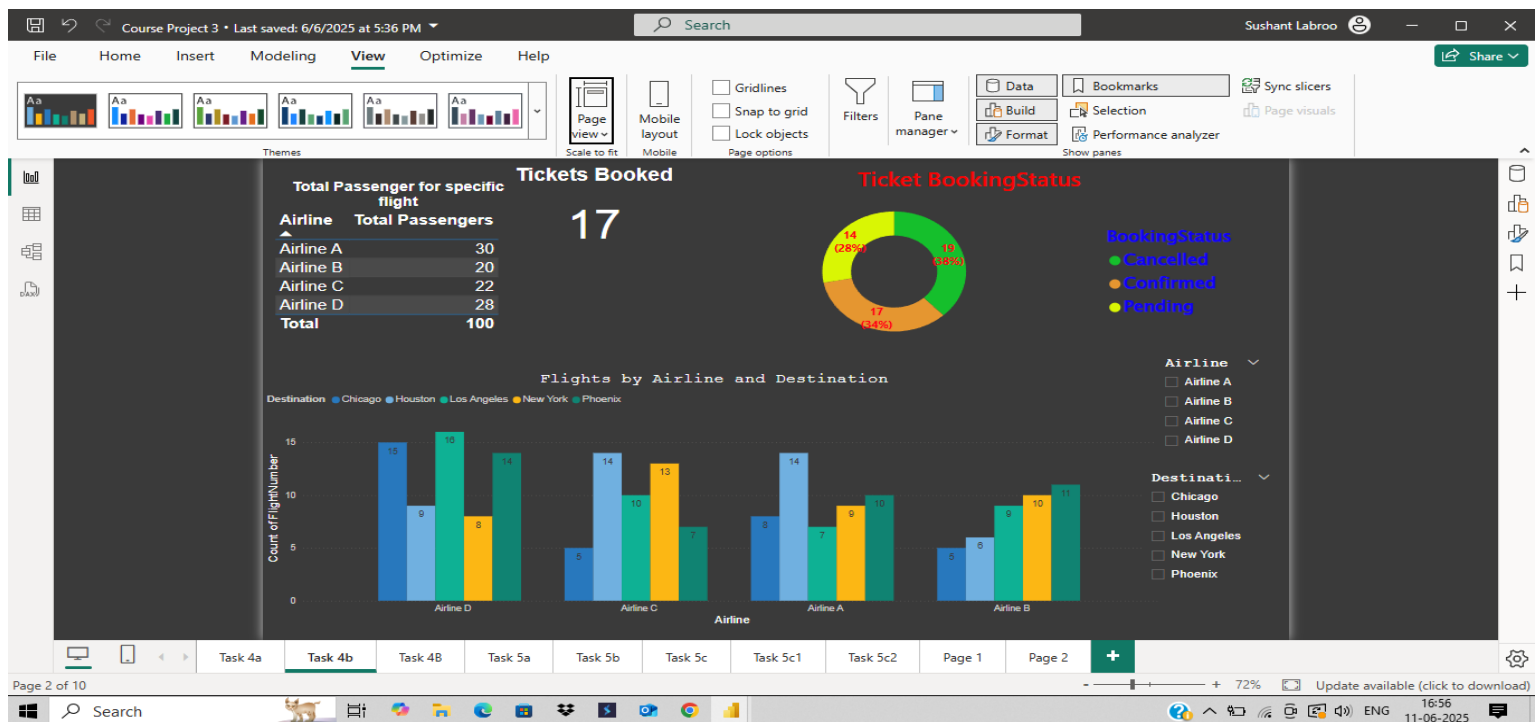 Course Project 3 • Last saved: 6/6/2025 at 5:36 PM
Search
Sushant Labroo
File Home Insert Modeling View Optimize Help
Share
Aa Aa Aa Aa Aa Aa
Themes
Page view
Scale to fit
Mobile layout
Mobile
Gridlines
Snap to grid
Lock objects
Page options
Filters
Pane manager
Data
Build
Format
Bookmarks
Selection
Performance analyzer
Sync slicers
Page visuals
Show panes
Total Passenger for specific
flight
Airline Total Passengers
Airline A 30
Airline B 20
Airline C 22
Airline D 28
Total 100
Tickets Booked
17
Ticket BookingStatus
14
(28%)
19
(38%)
17
(34%)
BookingStatus
Cancelled
Confirmed
Pending
Flights by Airline and Destination
Destination Chicago Houston Los Angeles New York Phoenix
Count of FlightNumber
15
10
5
0
15 9 16 8 14
5 14 10 13 7
8 14 7 9 10
5 6 9 10 11
Airline D Airline C Airline A Airline B
Airline
Airline
Airline A
Airline B
Airline C
Airline D
Destinati...
Chicago
Houston
Los Angeles
New York
Phoenix
Task 4a Task 4b Task 4B Task 5a Task 5b Task 5c Task 5c1 Task 5c2 Page 1 Page 2 +
Page 2 of 10
- + 72% Update available (click to download)
Search
ENG
16:56
11-06-2025